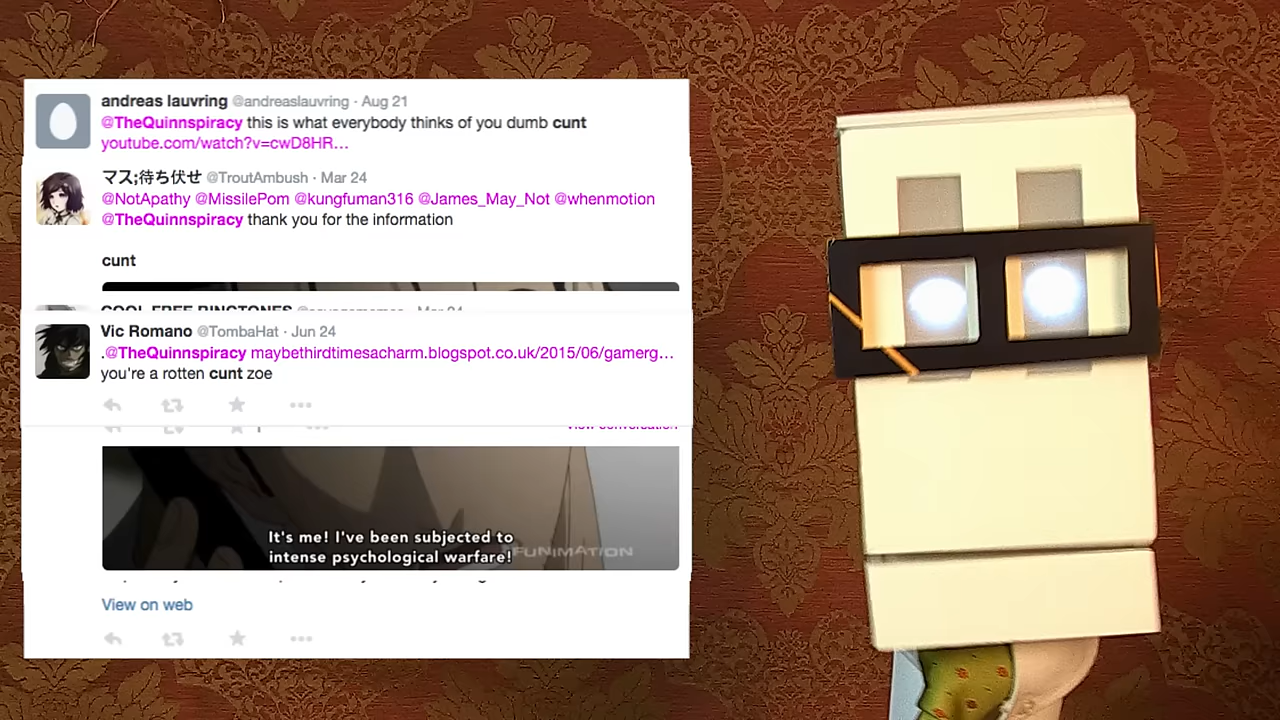 andreas lauvring @andreaslauvring · Aug 21
@TheQuinnspiracy this is what everybody thinks of you dumb cunt
youtube.com/watch?v=cwD8HR…
マス;待ち伏せ @TroutAmbush · Mar 24
@NotApathy @MissilePom @kungfuman316 @James_May_Not @whenmotion
@TheQuinnspiracy thank you for the information
cunt
COOL FREE RINGTONES @savagememes · Mar 24
Vic Romano @TombaHat · Jun 24
.@TheQuinnspiracy maybethirdtimesacharm.blogspot.co.uk/2015/06/gamerg…
you're a rotten cunt zoe
View conversation
It's me! I've been subjected to
intense psychological warfare!
FUNIMATION
View on web